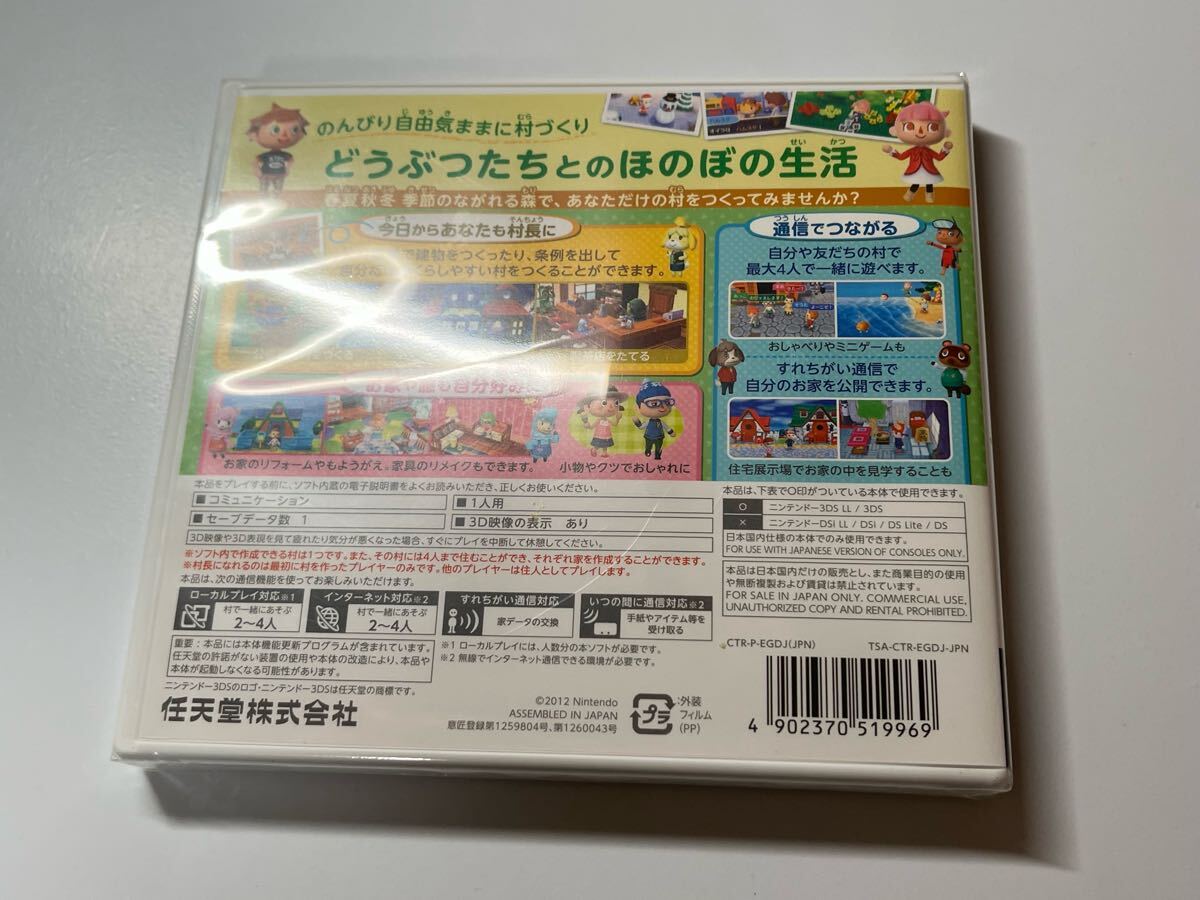 のんびり自由気ままに村づくり
どうぶつたちとのほのぼの生活
春夏秋冬 季節のながれる森で、あなただけの村をつくってみませんか?
今日からあなたも村長に
で建物をつくったり、条例を出して
くらしやすい村をつくることができます。
をたてる
お家や服も自分好みに
お家のリフォームやもようがえ。家具のリメイクもできます。
小物やクツでおしゃれに
通信でつながる
自分や友だちの村で
最大4人で一緒に遊べます。
おしゃべりやミニゲームも
すれちがい通信で
自分のお家を公開できます。
住宅展示場でお家の中を見学することも
本品をプレイする前に、ソフト内蔵の電子説明書をよくお読みいただき、正しくお使いください。
■コミュニケーション
■1人用
■セーブデータ数 1
■3D映像の表示 あり
3D映像や3D表現を見て疲れたり気分が悪くなった場合、すぐにプレイを中断して休憩してください。
※ソフト内で作成できる村は1つです。また、その村には4人まで住むことができ、それぞれ家を作成することができます。
※村長になれるのは最初に村を作ったプレイヤーのみです。他のプレイヤーは住人としてプレイします。
本品は、次の通信機能を使ってお楽しみいただけます。
ローカルプレイ対応※1
村で一緒にあそぶ
2〜4人
インターネット対応※2
村で一緒にあそぶ
2〜4人
すれちがい通信対応
家データの交換
いつの間に通信対応※2
手紙やアイテム等を
受け取る
重要:本品には本体機能更新プログラムが含まれています。
任天堂の許諾がない装置の使用や本体の改造により、本品や
本体が起動しなくなる可能性があります。
※1 ローカルプレイには、人数分の本ソフトが必要です。
※2 無線でインターネット通信できる環境が必要です。
ニンテンドー3DSのロゴ・ニンテンドー3DSは任天堂の商標です。
任天堂株式会社
©2012 Nintendo
ASSEMBLED IN JAPAN
意匠登録第1259804号、第1260043号
プラ
:外装
フィルム
(PP)
本品は、下表で○印がついている本体で使用できます。
○ ニンテンドー3DS LL / 3DS
× ニンテンドーDSi LL / DSi / DS Lite / DS
日本国内仕様の本体でのみ使用できます。
FOR USE WITH JAPANESE VERSION OF CONSOLES ONLY.
本品は日本国内だけの販売とし、また商業目的の使用
や無断複製および賃貸は禁止されています。
FOR SALE IN JAPAN ONLY. COMMERCIAL USE,
UNAUTHORIZED COPY AND RENTAL PROHIBITED.
CTR-P-EGDJ(JPN)
TSA-CTR-EGDJ-JPN
4 902370 519969